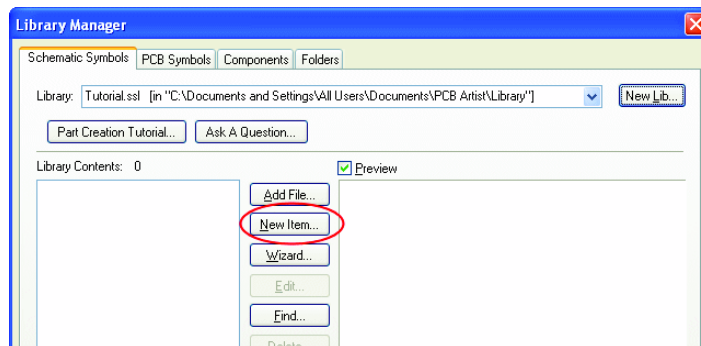 Library Manager
Schematic Symbols PCB Symbols Components Folders
Library: Tutorial.ssl [in "C:\Documents and Settings\All Users\Documents\PCB Artist\Library"] New Lib...
Part Creation Tutorial... Ask A Question...
Library Contents: 0 Preview
Add File...
New Item...
Wizard...
Edit...
Find...
Delete...